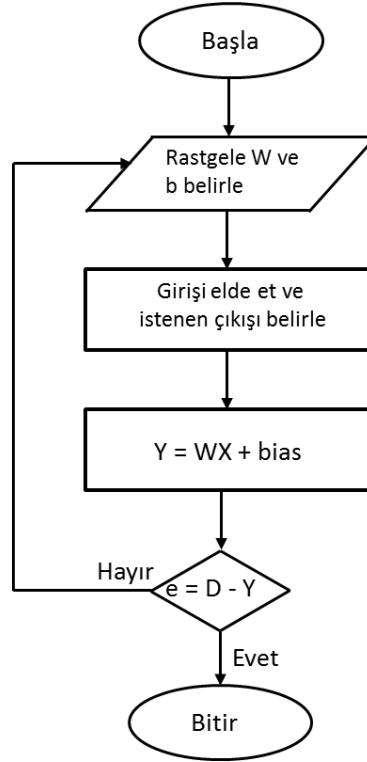 Başla
Rastgele W ve
b belirle
Girişi elde et ve
istenen çıkışı belirle
Y = WX + bias
Hayır
e = D - Y
Evet
Bitir